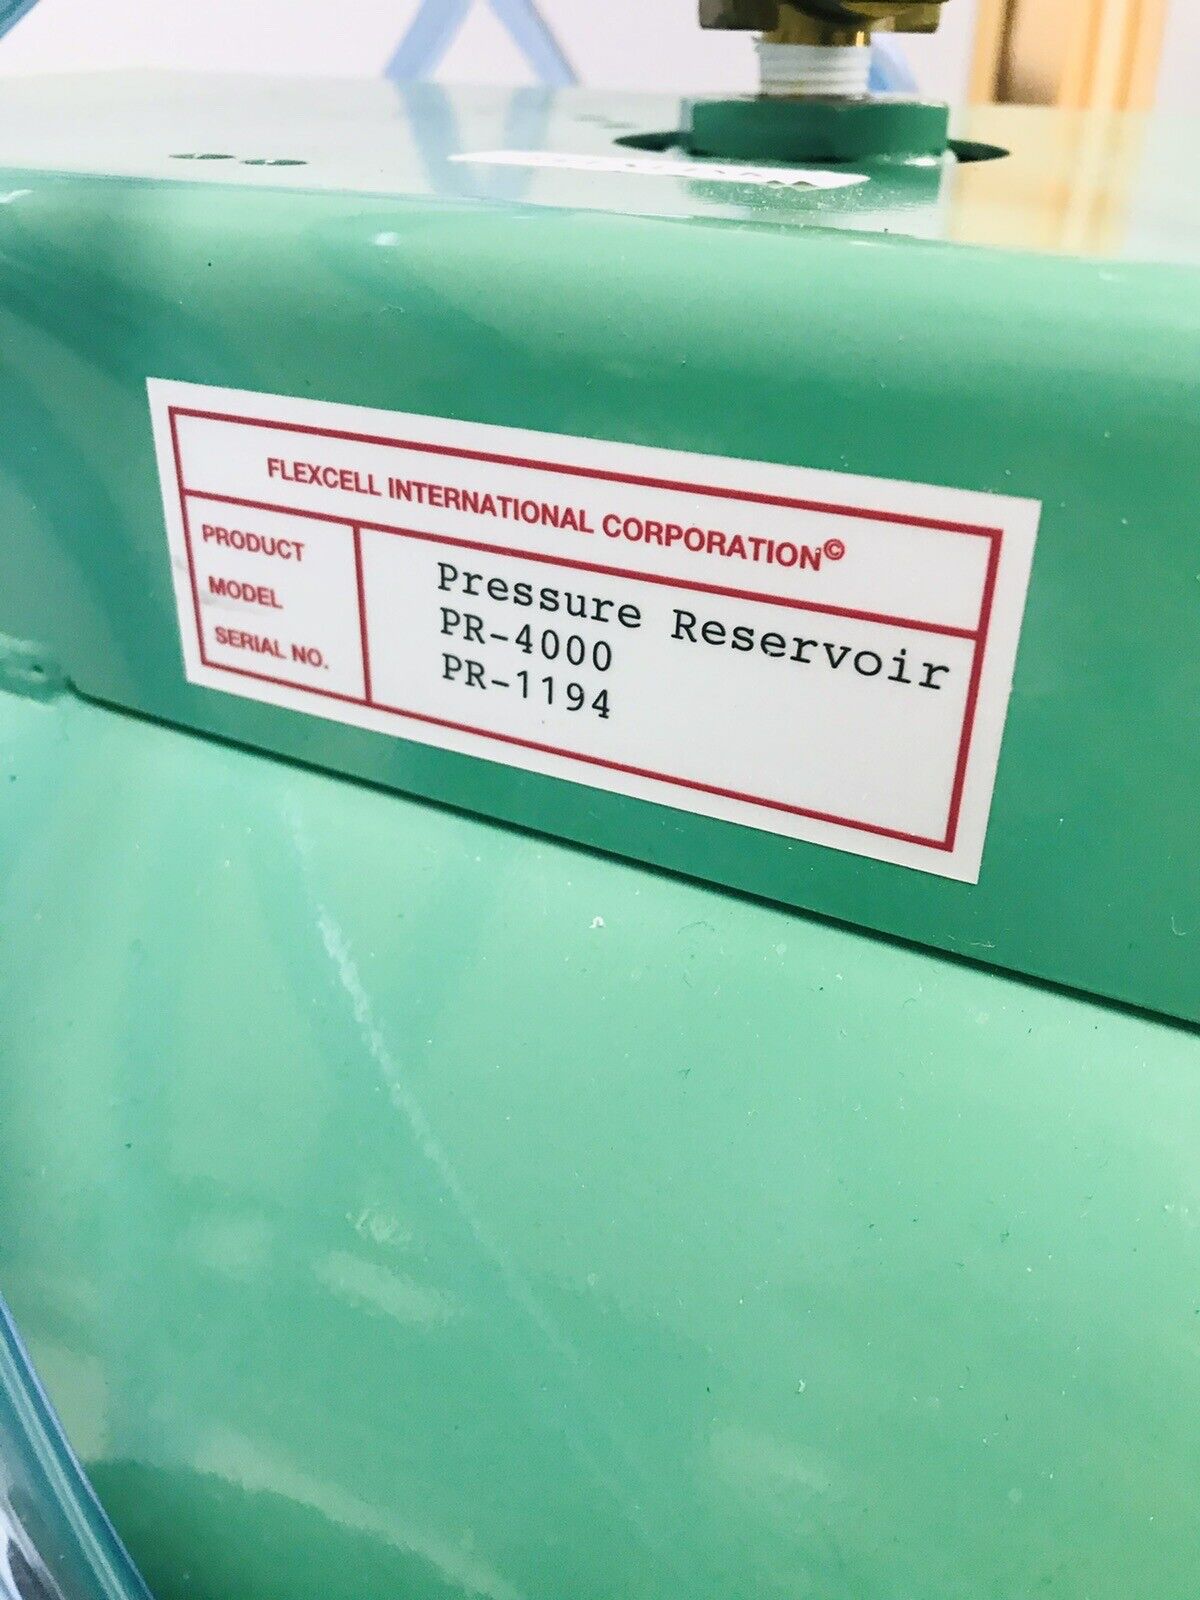 FLEXCELL INTERNATIONAL CORPORATION©
PRODUCT Pressure Reservoir
MODEL PR-4000
SERIAL NO. PR-1194